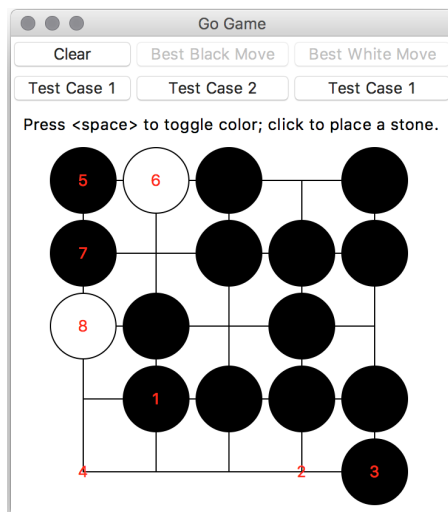 Go Game
Clear Best Black Move Best White Move
Test Case 1 Test Case 2 Test Case 1
Press <space> to toggle color; click to place a stone.
5 6
7
8
1
4 2 3